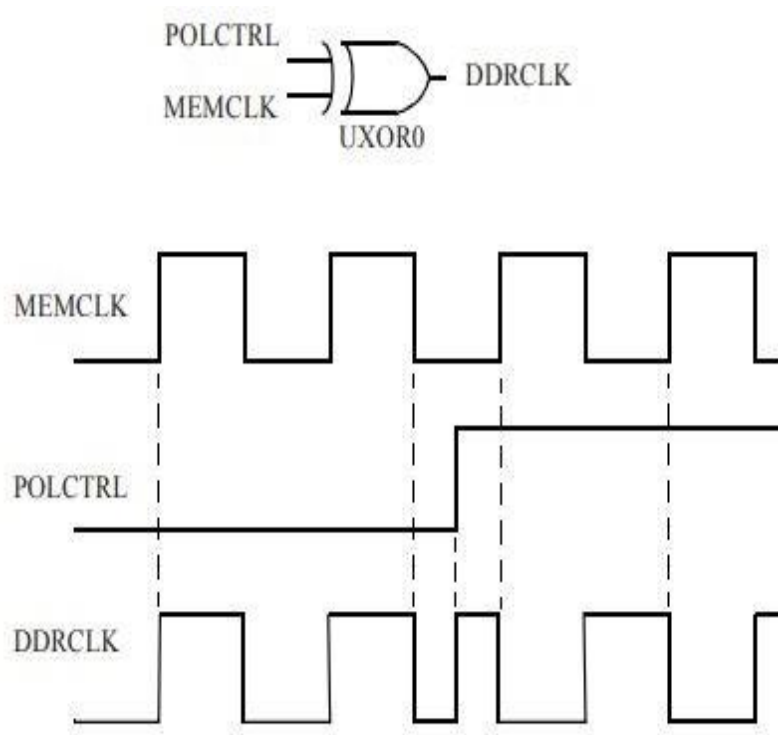 POLCTRL
DDRCLK
MEMCLK
UXOR0
MEMCLK
POLCTRL
DDRCLK